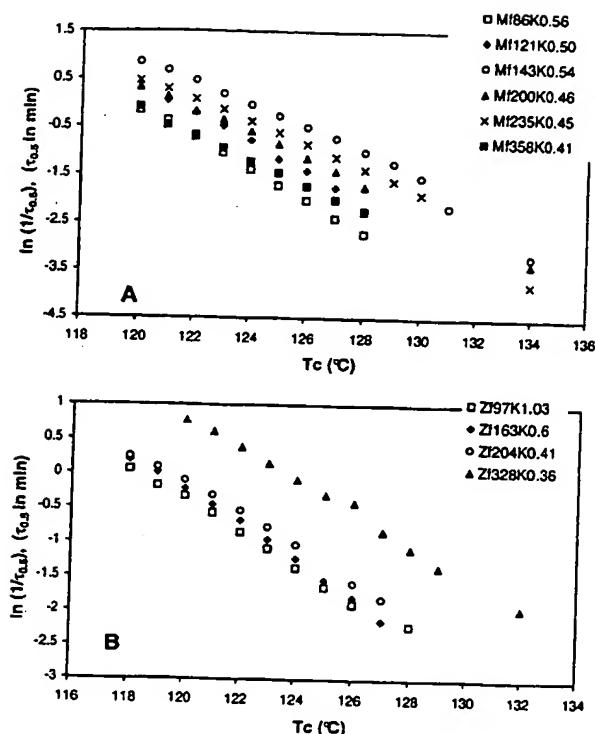 1.5
0.5
-0.5
-1.5
-2.5
-3.5
-4.5
ln (1/τ0.5), (τ0.5 in min)
Mf86K0.56
Mf121K0.50
Mf143K0.54
Mf200K0.46
Mf235K0.45
Mf358K0.41
A
118 120 122 124 126 128 130 132 134 136
Tc (°C)
1
0.5
0
-0.5
-1
-1.5
-2
-2.5
-3
ln (1/τ0.5), (τ0.5 in min)
Zf97K1.03
Zf163K0.6
Zf204K0.41
Zf328K0.36
B
116 118 120 122 124 126 128 130 132 134
Tc (°C)